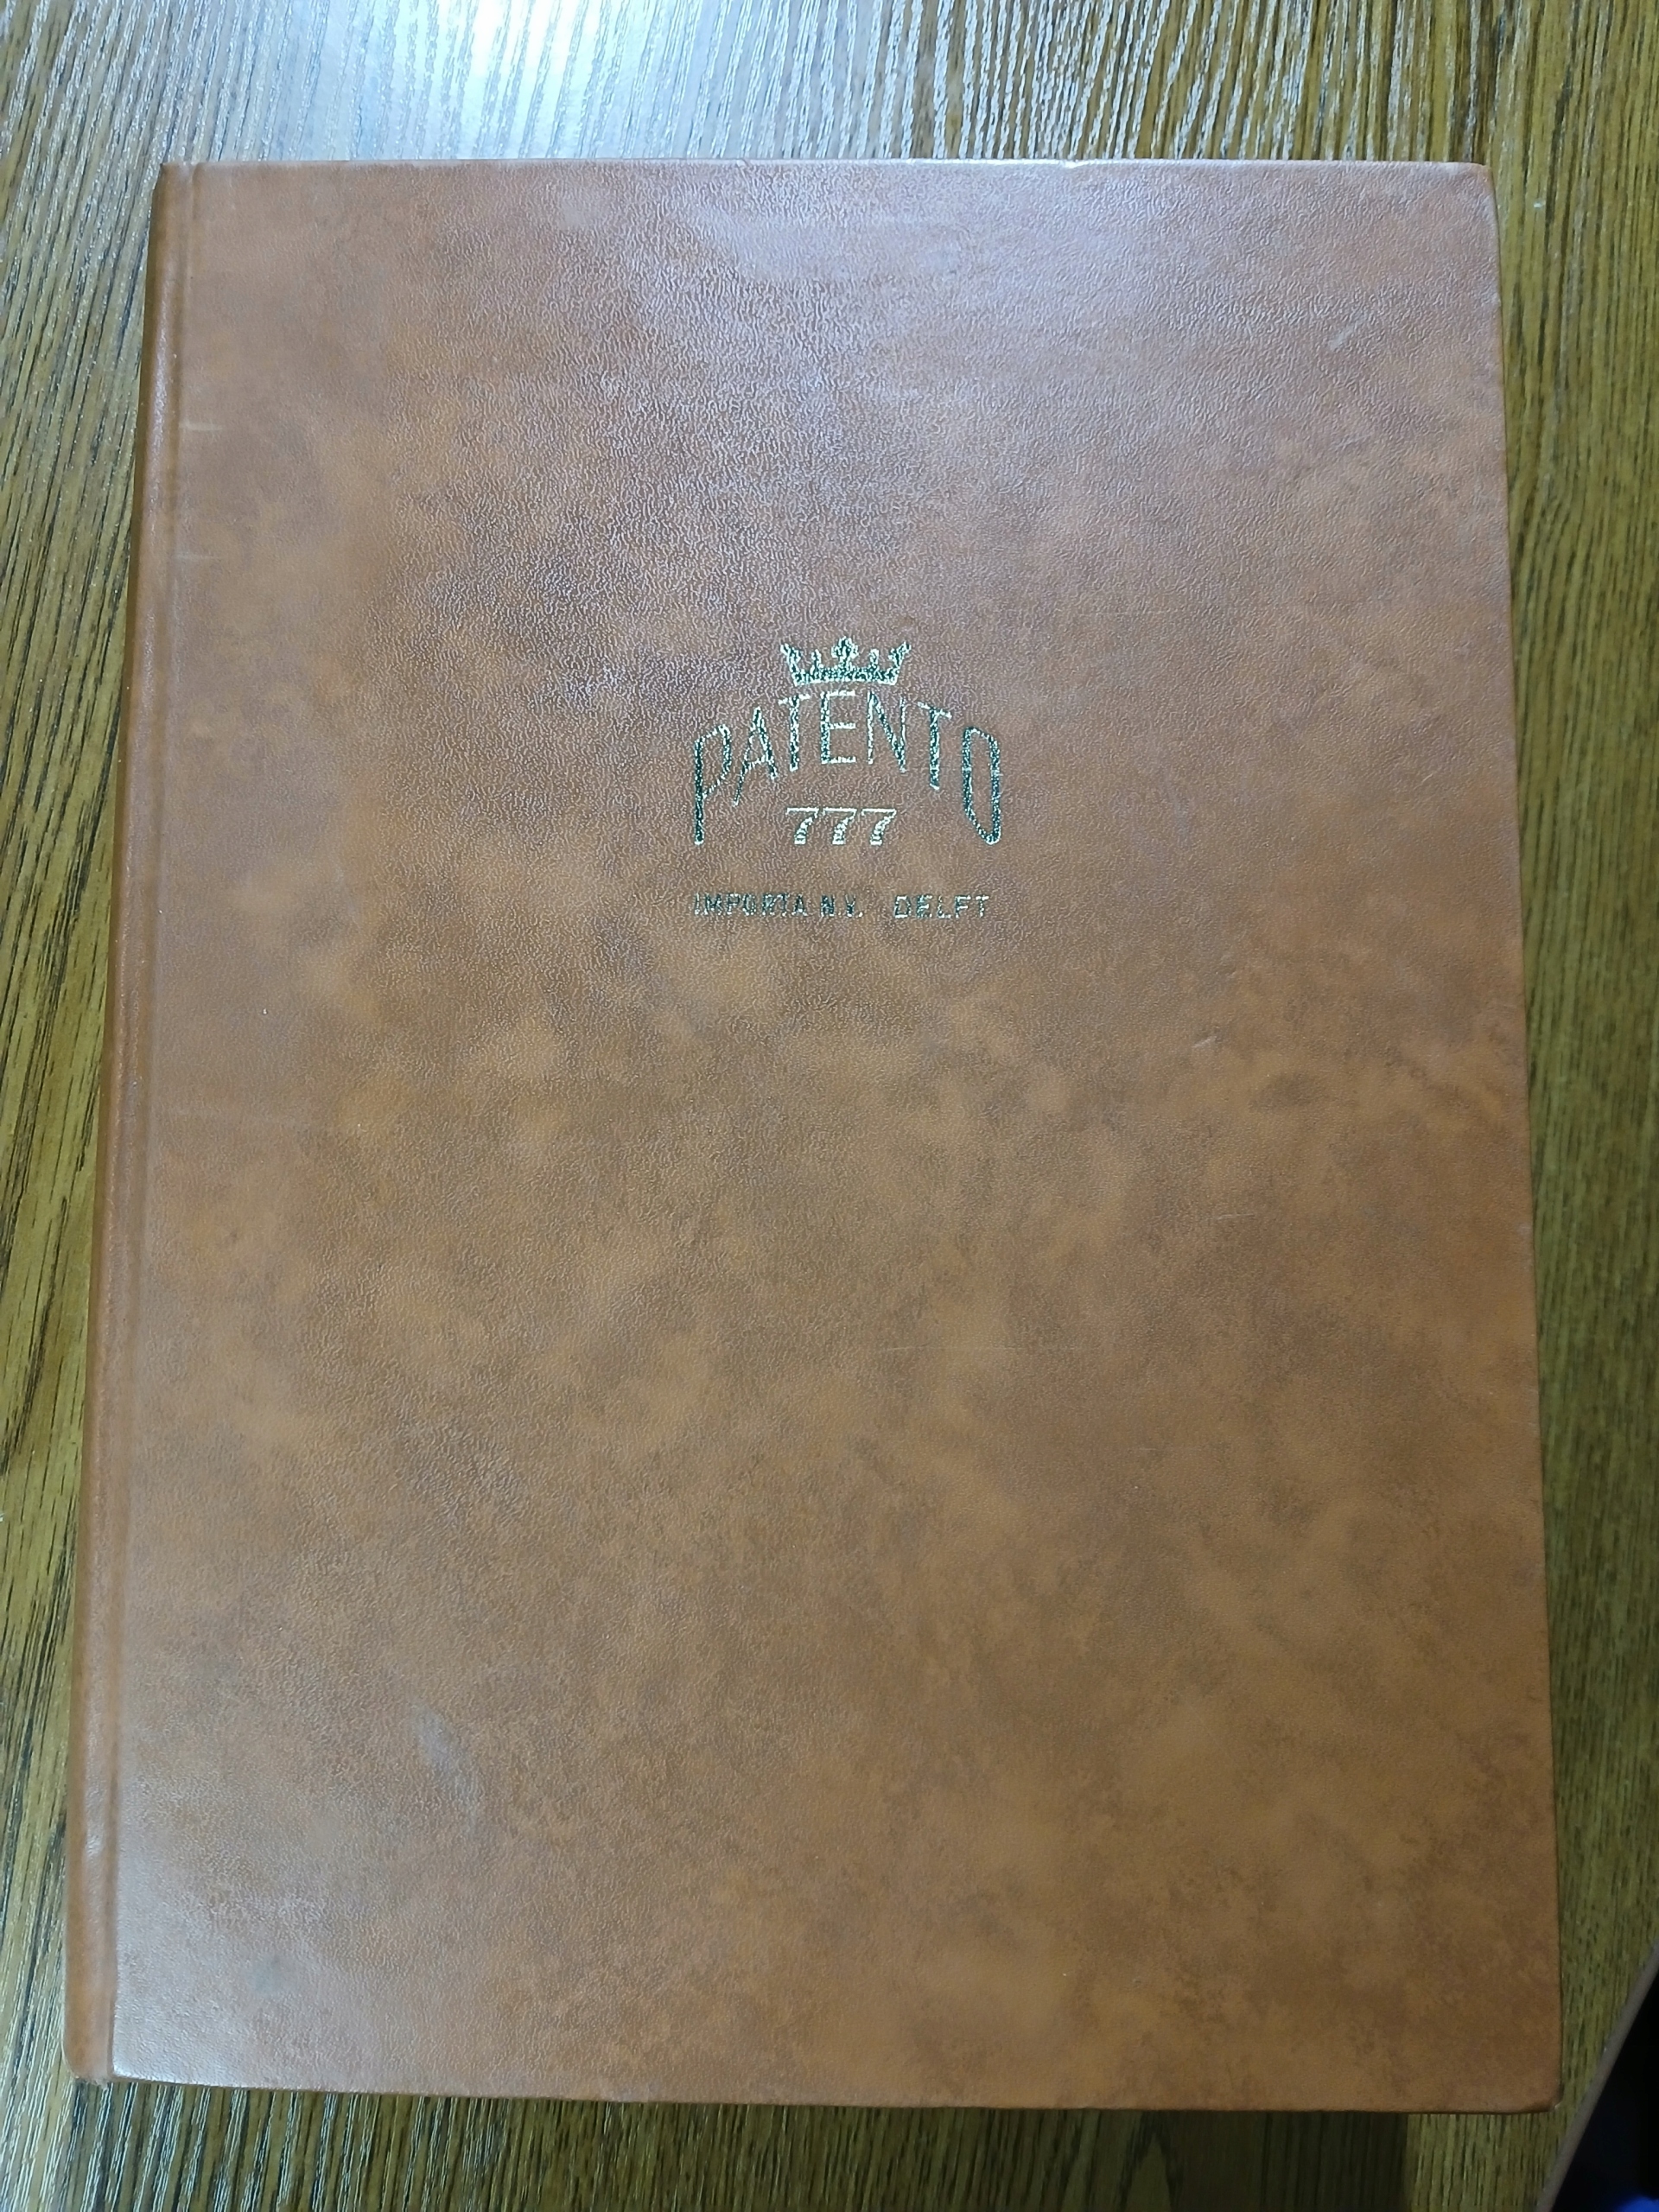 PATENTO
777
IMPORTA N.V. DELFT